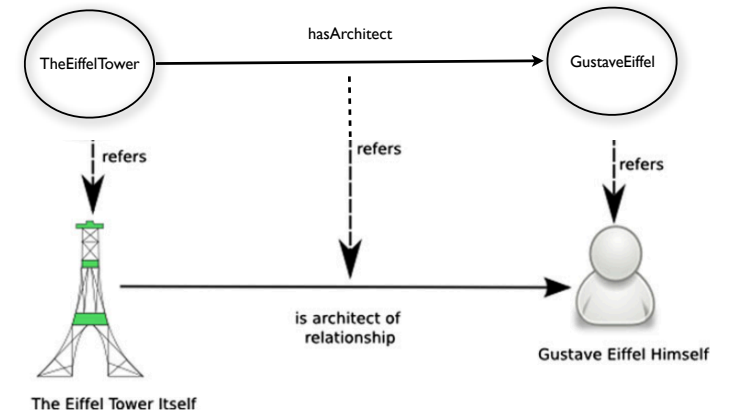 hasArchitect
TheEiffelTower
GustaveEiffel
refers
refers
refers
is architect of
relationship
Gustave Eiffel Himself
The Eiffel Tower Itself